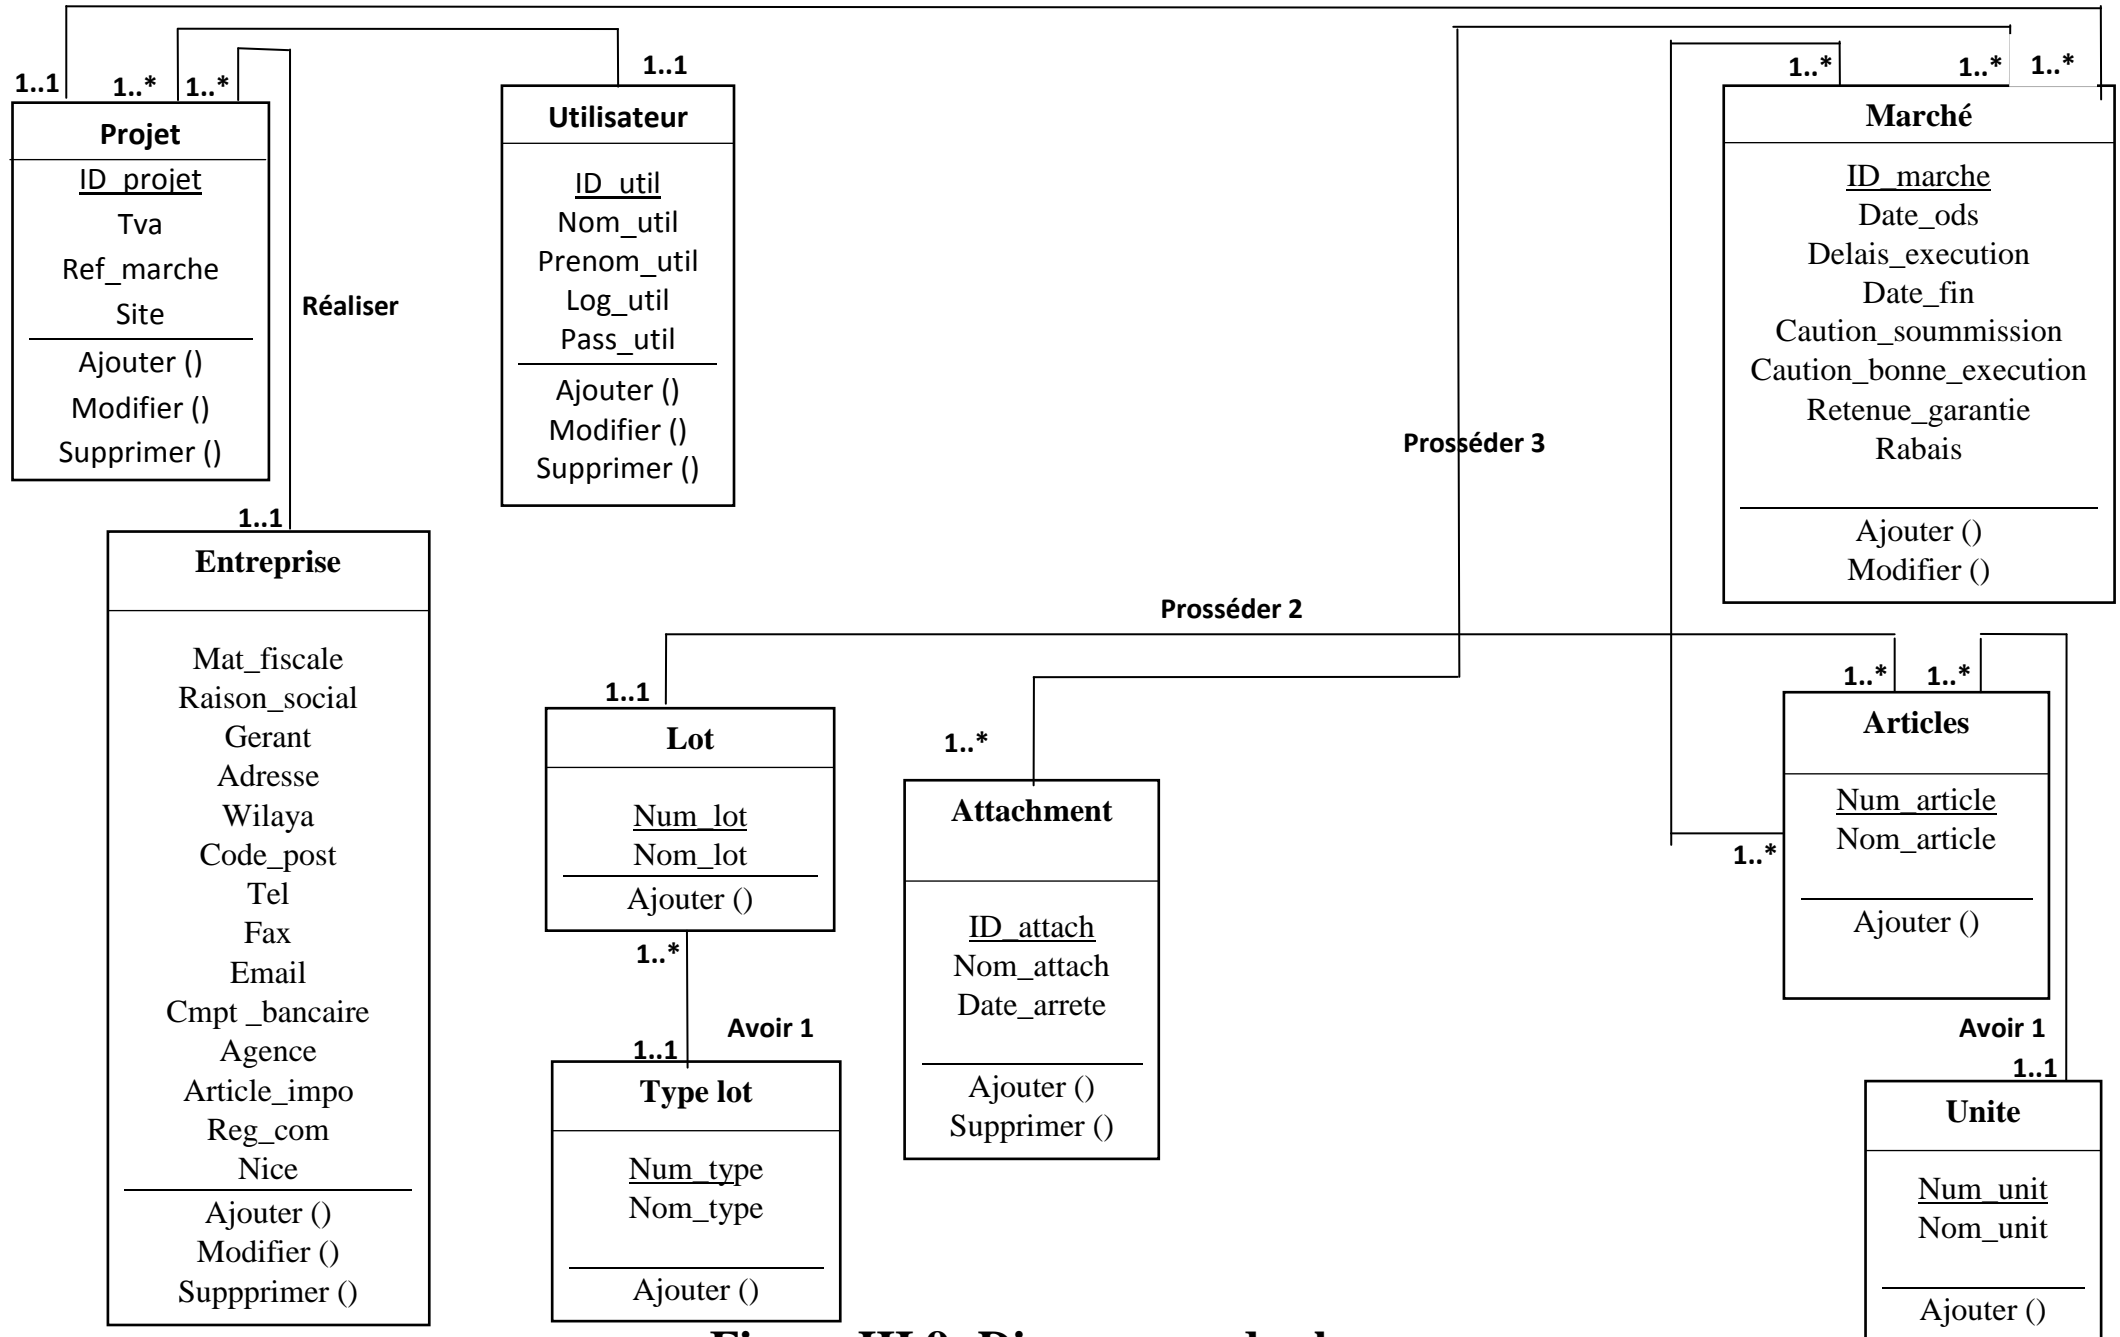 1..1
1..*
1..*
1..1
1..*
1..*
1..*
Projet
ID_projet
Tva
Ref_marche
Site
Ajouter ()
Modifier ()
Supprimer ()
Réaliser
Utilisateur
ID_util
Nom_util
Prenom_util
Log_util
Pass_util
Ajouter ()
Modifier ()
Supprimer ()
Marché
ID_marche
Date_ods
Delais_execution
Date_fin
Caution_soummission
Caution_bonne_execution
Retenue_garantie
Rabais
Ajouter ()
Modifier ()
Prosséder 3
1..1
Entreprise
Mat_fiscale
Raison_social
Gerant
Adresse
Wilaya
Code_post
Tel
Fax
Email
Cmpt _bancaire
Agence
Article_impo
Reg_com
Nice
Ajouter ()
Modifier ()
Suppprimer ()
Prosséder 2
1..1
Lot
Num_lot
Nom_lot
Ajouter ()
1..*
Avoir 1
1..1
Type lot
Num_type
Nom_type
Ajouter ()
1..*
Attachment
ID_attach
Nom_attach
Date_arrete
Ajouter ()
Supprimer ()
1..*
1..*
Articles
Num_article
Nom_article
Ajouter ()
1..*
Avoir 1
1..1
Unite
Num_unit
Nom_unit
Ajouter ()